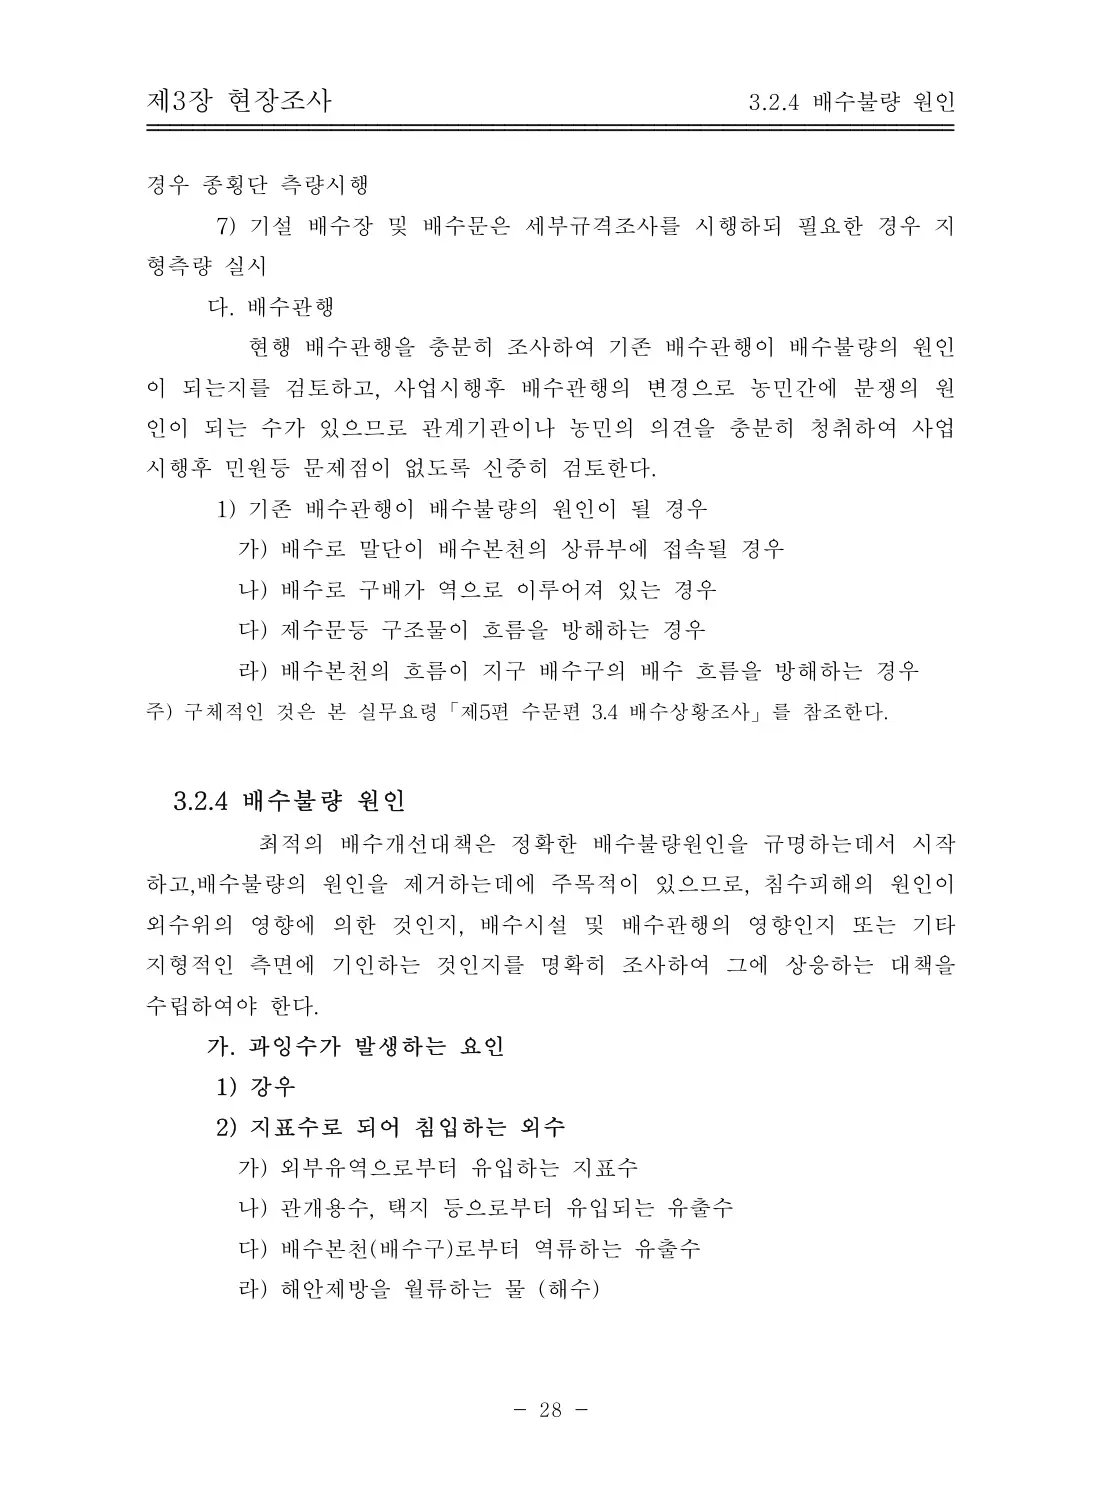 제3장 현장조사
3.2.4 배수불량 원인
경우 종횡단 측량시행
7) 기설 배수장 및 배수문은 세부규격조사를 시행하되 필요한 경우 지
형측량 실시
다. 배수관행
현행 배수관행을 충분히 조사하여 기존 배수관행이 배수불량의 원인
이 되는지를 검토하고, 사업시행후 배수관행의 변경으로 농민간에 분쟁의 원
인이 되는 수가 있으므로 관계기관이나 농민의 의견을 충분히 청취하여 사업
시행후 민원등 문제점이 없도록 신중히 검토한다.
1) 기존 배수관행이 배수불량의 원인이 될 경우
가) 배수로 말단이 배수본천의 상류부에 접속될 경우
나) 배수로 구배가 역으로 이루어져 있는 경우
다) 제수문등 구조물이 흐름을 방해하는 경우
라) 배수본천의 흐름이 지구 배수구의 배수 흐름을 방해하는 경우
주) 구체적인 것은 본 실무요령「제5편 수문편 3.4 배수상황조사」를 참조한다.
3.2.4 배수불량 원인
최적의 배수개선대책은 정확한 배수불량원인을 규명하는데서 시작
하고,배수불량의 원인을 제거하는데에 주목적이 있으므로, 침수피해의 원인이
외수위의 영향에 의한 것인지, 배수시설 및 배수관행의 영향인지 또는 기타
지형적인 측면에 기인하는 것인지를 명확히 조사하여 그에 상응하는 대책을
수립하여야 한다.
가. 과잉수가 발생하는 요인
1) 강우
2) 지표수로 되어 침입하는 외수
가) 외부유역으로부터 유입하는 지표수
나) 관개용수, 택지 등으로부터 유입되는 유출수
다) 배수본천(배수구)로부터 역류하는 유출수
라) 해안제방을 월류하는 물 (해수)
- 28 -